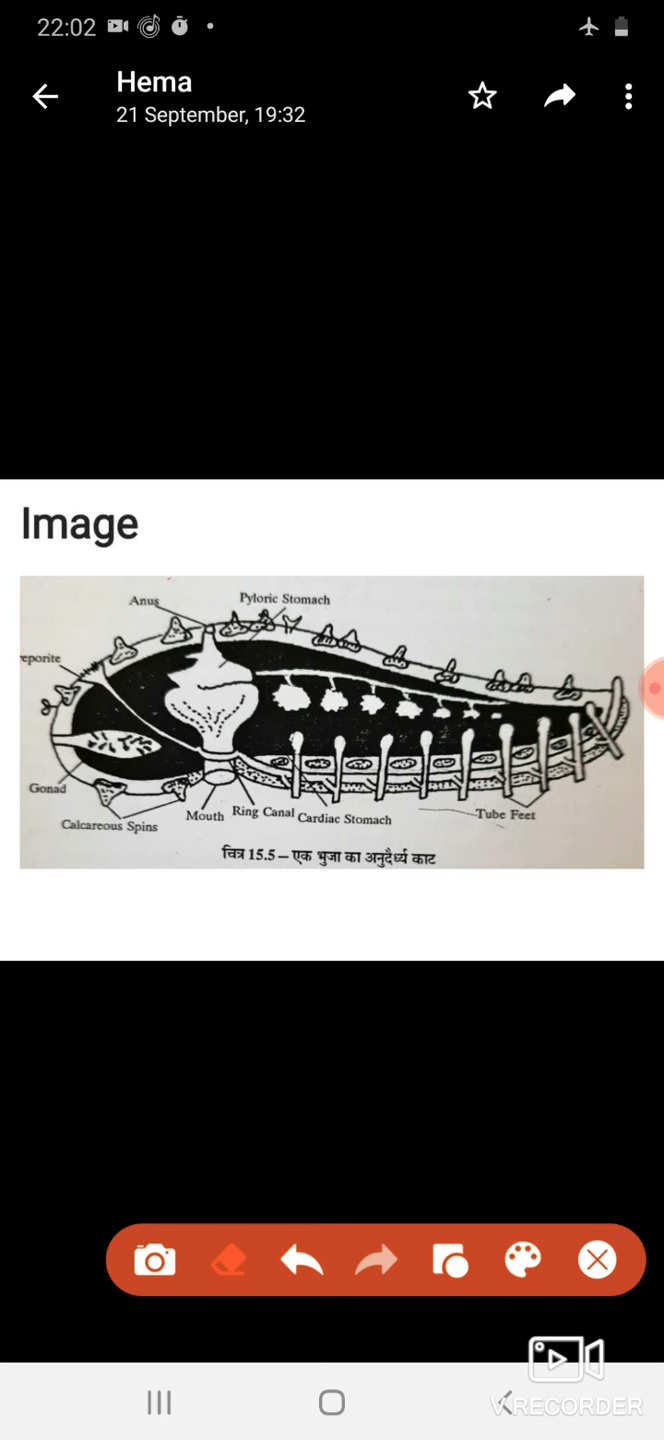 22:02
Hema
21 September, 19:32
Image
Anus
Pyloric Stomach
eporite
Gonad
Calcareous Spins
Mouth
Ring Canal
Cardiac Stomach
Tube Feet
चित्र 15.5 – एक भुजा का अनुदैर्ध्य काट
V.RECORDER